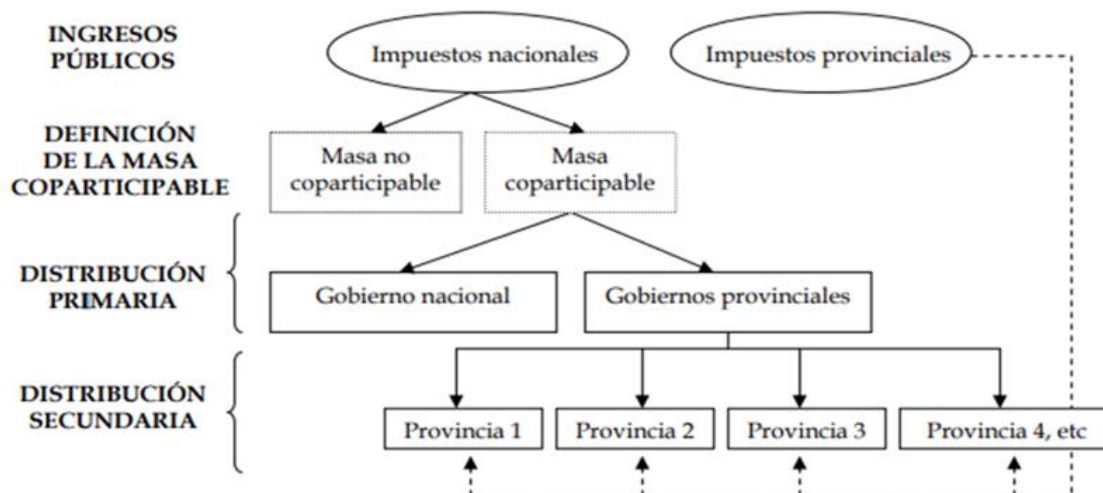 INGRESOS
PÚBLICOS
Impuestos nacionales
Impuestos provinciales
DEFINICIÓN
DE LA MASA
COPARTICIPABLE
Masa no
coparticipable
Masa
coparticipable
DISTRIBUCIÓN
PRIMARIA
Gobierno nacional
Gobiernos provinciales
DISTRIBUCIÓN
SECUNDARIA
Provincia 1
Provincia 2
Provincia 3
Provincia 4, etc